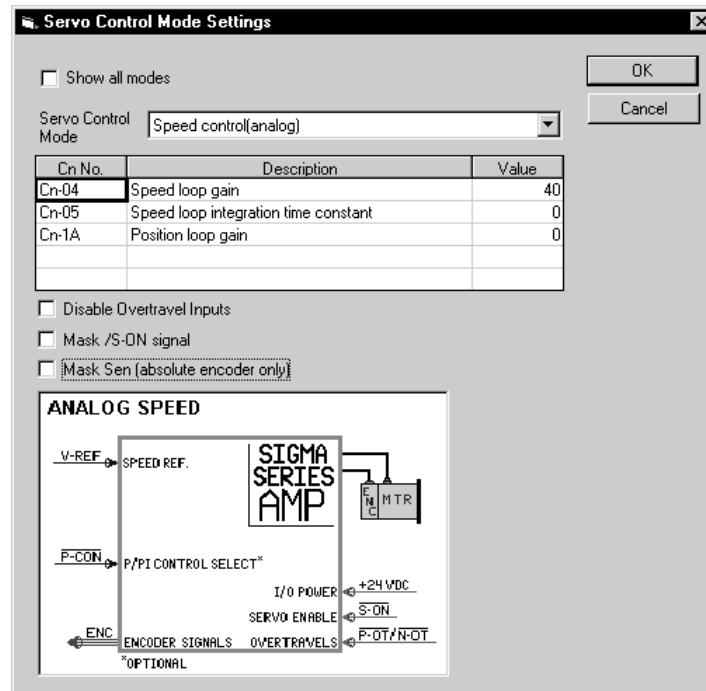 Servo Control Mode Settings
Show all modes
OK
Cancel
Servo Control Mode
Speed control(analog)
Cn No. Description Value
Cn-04 Speed loop gain 40
Cn-05 Speed loop integration time constant 0
Cn-1A Position loop gain 0
Disable Overtravel Inputs
Mask /S-ON signal
Mask Sen (absolute encoder only)
ANALOG SPEED
V-REF SPEED REF.
SIGMA
SERIES
AMP
ENC MTR
P-CON P/PI CONTROL SELECT*
I/O POWER +24 VDC
SERVO ENABLE S-ON
ENC ENCODER SIGNALS OVERTRAVELS P-OT/N-OT
*OPTIONAL